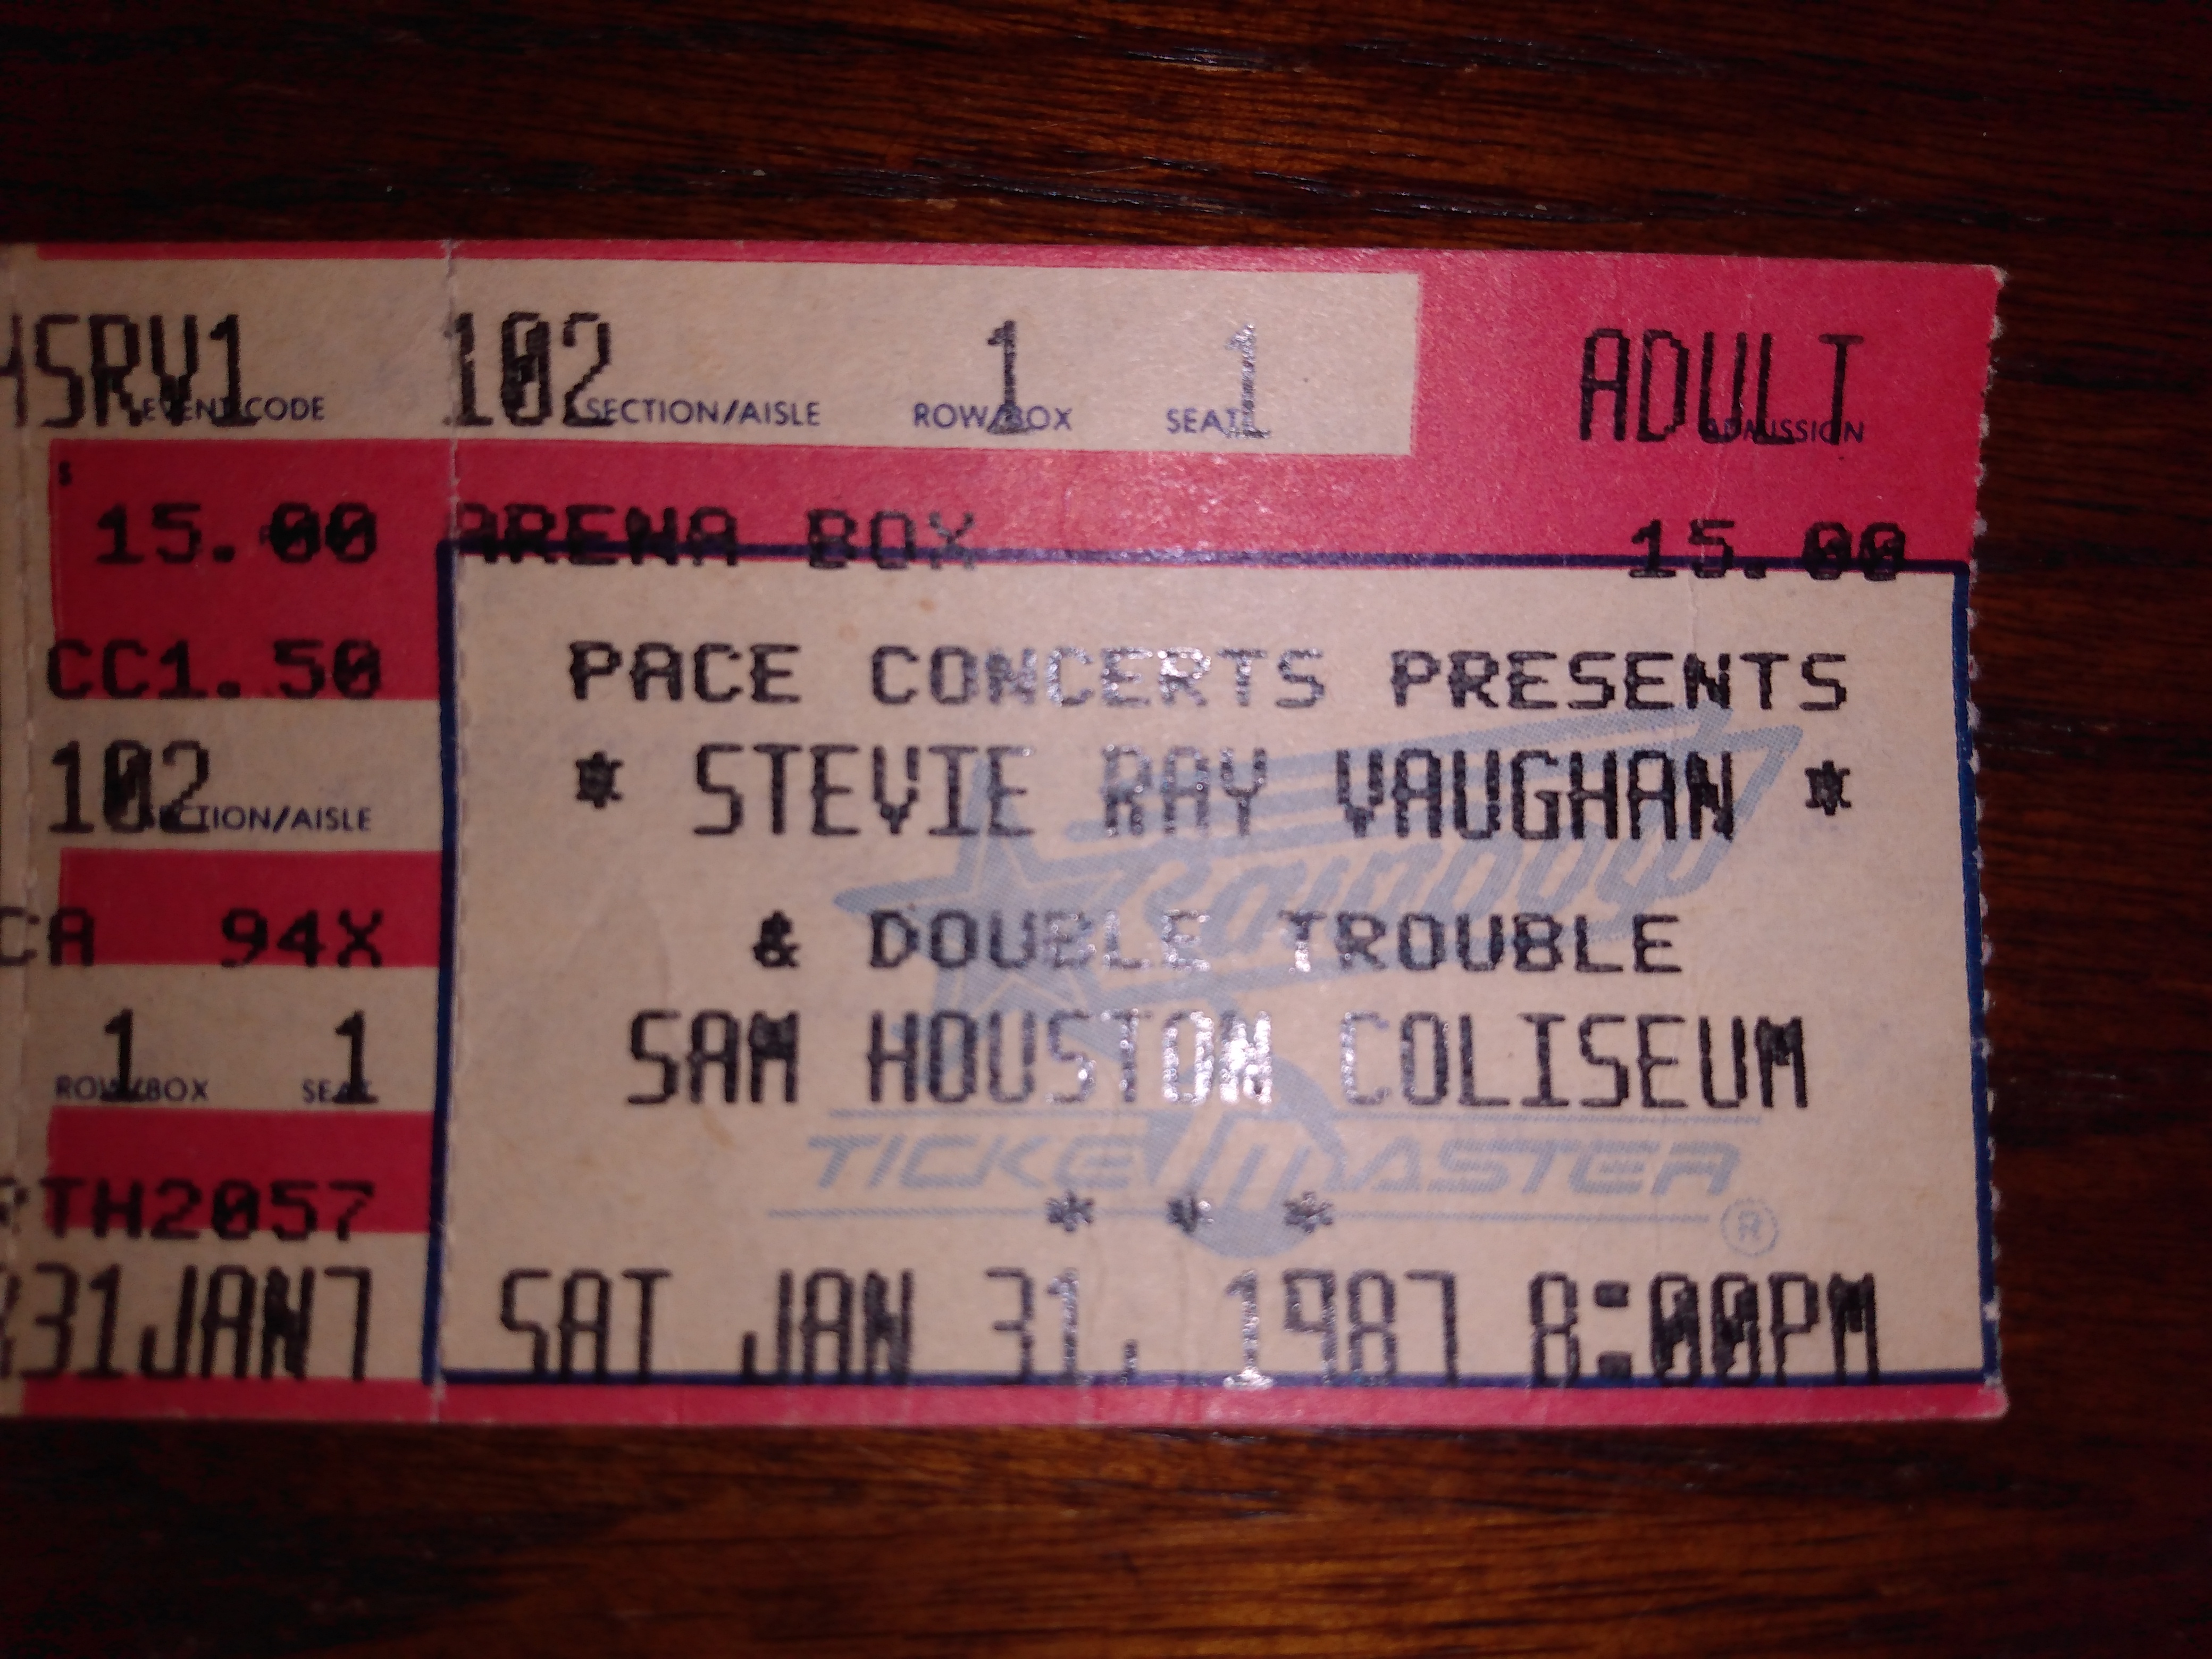 HSRV1 102 1 1 ADULT
EVENT CODE SECTION/AISLE ROW/BOX SEAT ADMISSION
$
15.00 ARENA BOX 15.00
CC1.50
PACE CONCERTS PRESENTS
102
SECTION/AISLE
* STEVIE RAY VAUGHAN *
Rainbow
CA 94X
& DOUBLE TROUBLE
1 1
ROW/BOX SEAT
SAM HOUSTON COLISEUM
TICKETMASTER ®
RTH2057
* * *
31JAN7
SAT JAN 31, 1987 8:00PM